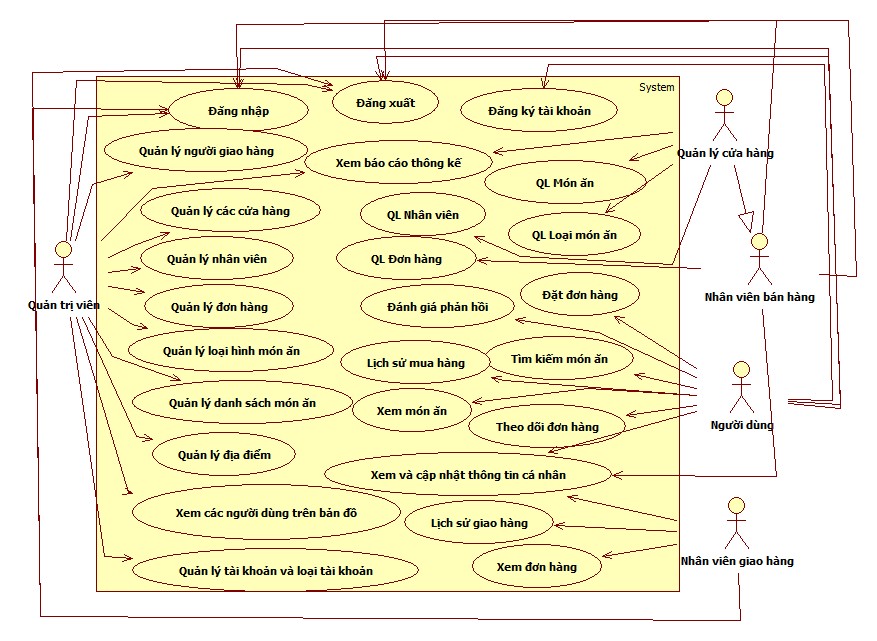 System
Đăng nhập
Đăng xuất
Đăng ký tài khoản
Quản lý người giao hàng
Xem báo cáo thống kế
Quản lý cửa hàng
QL Món ăn
Quản lý các cửa hàng
QL Nhân viên
QL Loại món ăn
Quản lý nhân viên
QL Đơn hàng
Quản trị viên
Quản lý đơn hàng
Đánh giá phản hồi
Đặt đơn hàng
Nhân viên bán hàng
Quản lý loại hình món ăn
Lịch sử mua hàng
Tìm kiếm món ăn
Quản lý danh sách món ăn
Xem món ăn
Theo dõi đơn hàng
Người dùng
Quản lý địa điểm
Xem và cập nhật thông tin cá nhân
Xem các người dùng trên bản đồ
Lịch sử giao hàng
Nhân viên giao hàng
Quản lý tài khoản và loại tài khoản
Xem đơn hàng